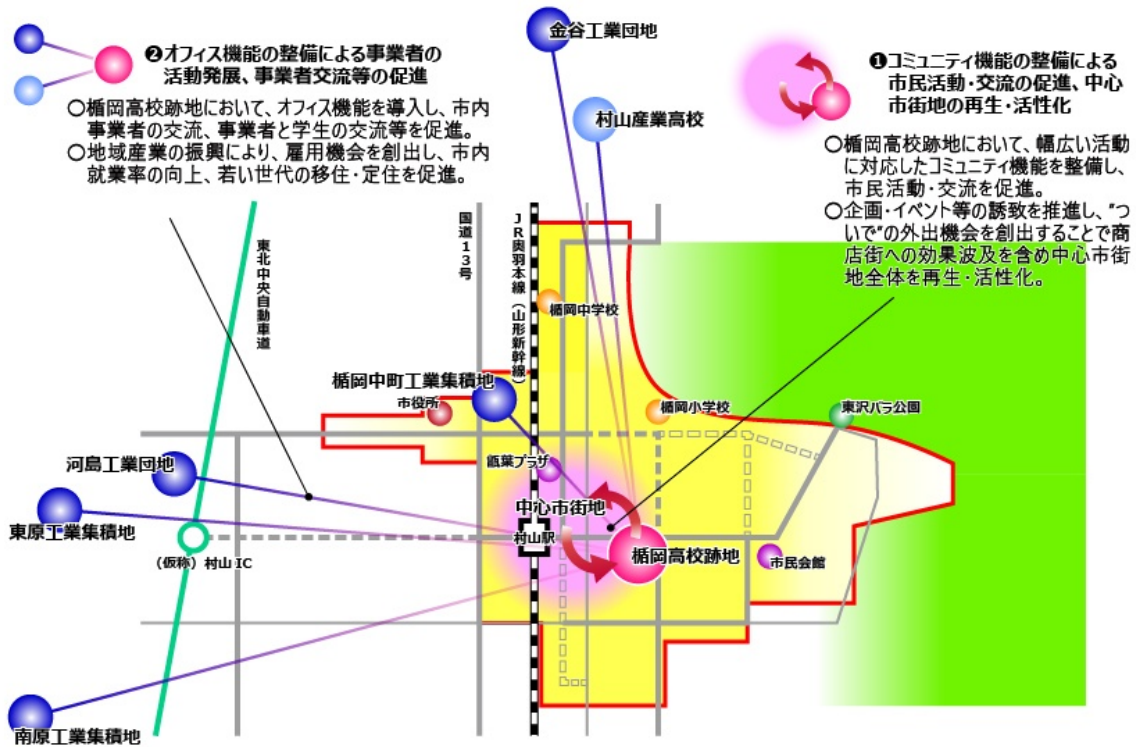 ❷オフィス機能の整備による事業者の
活動発展、事業者交流等の促進
○楯岡高校跡地において、オフィス機能を導入し、市内
事業者の交流、事業者と学生の交流等を促進。
○地域産業の振興により、雇用機会を創出し、市内
就業率の向上、若い世代の移住・定住を促進。
金谷工業団地
村山産業高校
❶コミュニティ機能の整備による
市民活動・交流の促進、中心
市街地の再生・活性化
○楯岡高校跡地において、幅広い活動
に対応したコミュニティ機能を整備し、
市民活動・交流を促進。
○企画・イベント等の誘致を推進し、"つ
いで"の外出機会を創出することで商
店街への効果波及を含め中心市街
地全体を再生・活性化。
東北中央自動車道
国道13号
JR奥羽本線（山形新幹線）
楯岡中学校
楯岡中町工業集積地
市役所
楯岡小学校
東沢バラ公園
河島工業団地
甑葉プラザ
中心市街地
東原工業集積地
村山駅
楯岡高校跡地
市民会館
（仮称）村山 IC
南原工業集積地